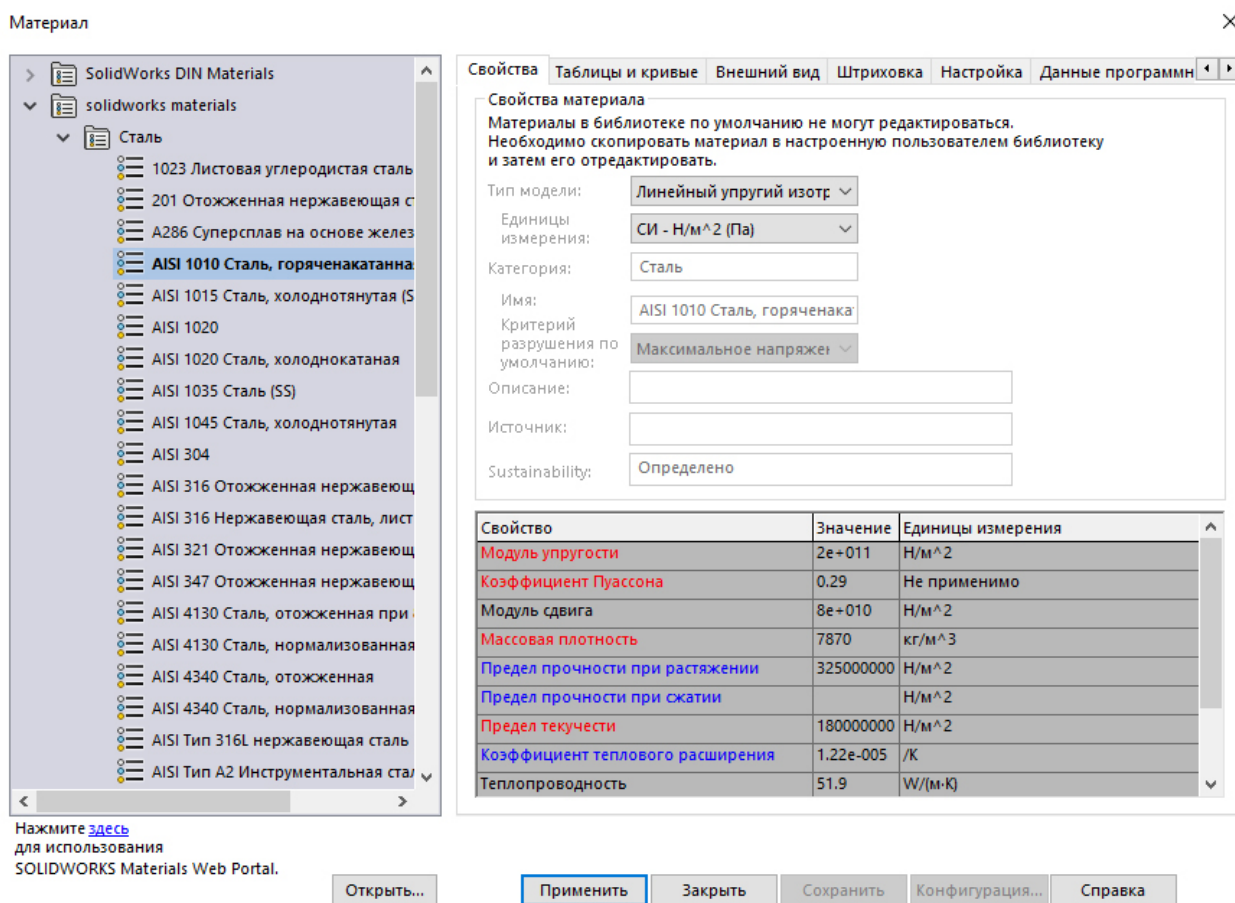 Материал
SolidWorks DIN Materials
solidworks materials
Сталь
1023 Листовая углеродистая сталь
201 Отожженная нержавеющая ст
A286 Суперсплав на основе желез
AISI 1010 Сталь, горяченакатанна
AISI 1015 Сталь, холоднотянутая (S
AISI 1020
AISI 1020 Сталь, холоднокатаная
AISI 1035 Сталь (SS)
AISI 1045 Сталь, холоднотянутая
AISI 304
AISI 316 Отожженная нержавеющ
AISI 316 Нержавеющая сталь, лист
AISI 321 Отожженная нержавеющ
AISI 347 Отожженная нержавеющ
AISI 4130 Сталь, отожженная при
AISI 4130 Сталь, нормализованная
AISI 4340 Сталь, отожженная
AISI 4340 Сталь, нормализованная
AISI Тип 316L нержавеющая сталь
AISI Тип A2 Инструментальная стал
Нажмите здесь
для использования
SOLIDWORKS Materials Web Portal.
Свойства Таблицы и кривые Внешний вид Штриховка Настройка Данные программн
Свойства материала
Материалы в библиотеке по умолчанию не могут редактироваться.
Необходимо скопировать материал в настроенную пользователем библиотеку
и затем его отредактировать.
Тип модели: Линейный упругий изотр
Единицы
измерения: СИ - Н/м^2 (Па)
Категория: Сталь
Имя: AISI 1010 Сталь, горяченака
Критерий
разрушения по
умолчанию: Максимальное напряжен
Описание:
Источник:
Sustainability: Определено
Свойство Значение Единицы измерения
Модуль упругости 2e+011 Н/м^2
Коэффициент Пуассона 0.29 Не применимо
Модуль сдвига 8e+010 Н/м^2
Массовая плотность 7870 кг/м^3
Предел прочности при растяжении 325000000 Н/м^2
Предел прочности при сжатии Н/м^2
Предел текучести 180000000 Н/м^2
Коэффициент теплового расширения 1.22e-005 /K
Теплопроводность 51.9 W/(м·K)
Открыть... Применить Закрыть Сохранить Конфигурация... Справка